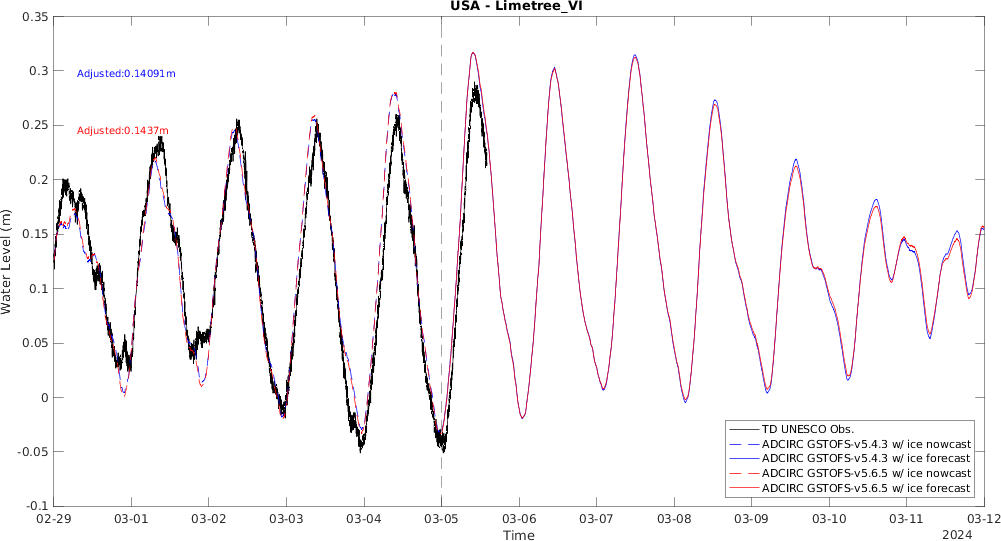 USA - Limetree_VI
0.35
0.3
0.25
0.2
0.15
0.1
0.05
0
-0.05
-0.1
Water Level (m)
Adjusted:0.14091m
Adjusted:0.1437m
TD UNESCO Obs.
ADCIRC GSTOFS-v5.4.3 w/ ice nowcast
ADCIRC GSTOFS-v5.4.3 w/ ice forecast
ADCIRC GSTOFS-v5.6.5 w/ ice nowcast
ADCIRC GSTOFS-v5.6.5 w/ ice forecast
02-29 03-01 03-02 03-03 03-04 03-05 03-06 03-07 03-08 03-09 03-10 03-11 03-12
Time
2024